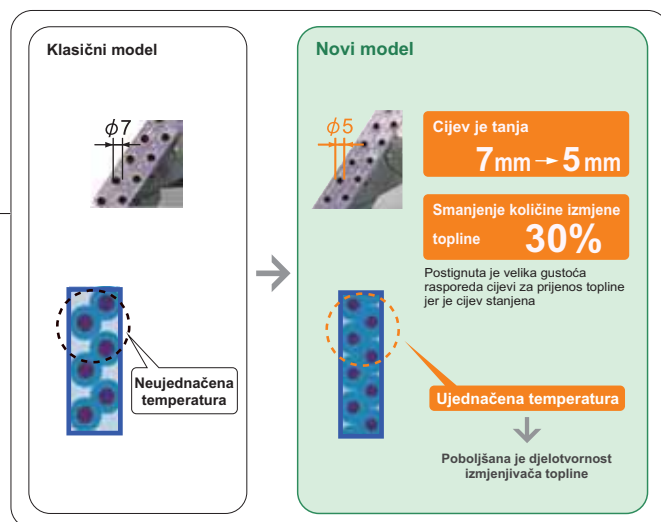 Klasični model
ϕ7
Neujednačena
temperatura
Novi model
ϕ5
Cijev je tanja
7mm→5mm
Smanjenje količine izmjene
topline 30%
Postignuta je velika gustoća
rasporeda cijevi za prijenos topline
jer je cijev stanjena
Ujednačena temperatura
Poboljšana je djelotvornost
izmjenjivača topline